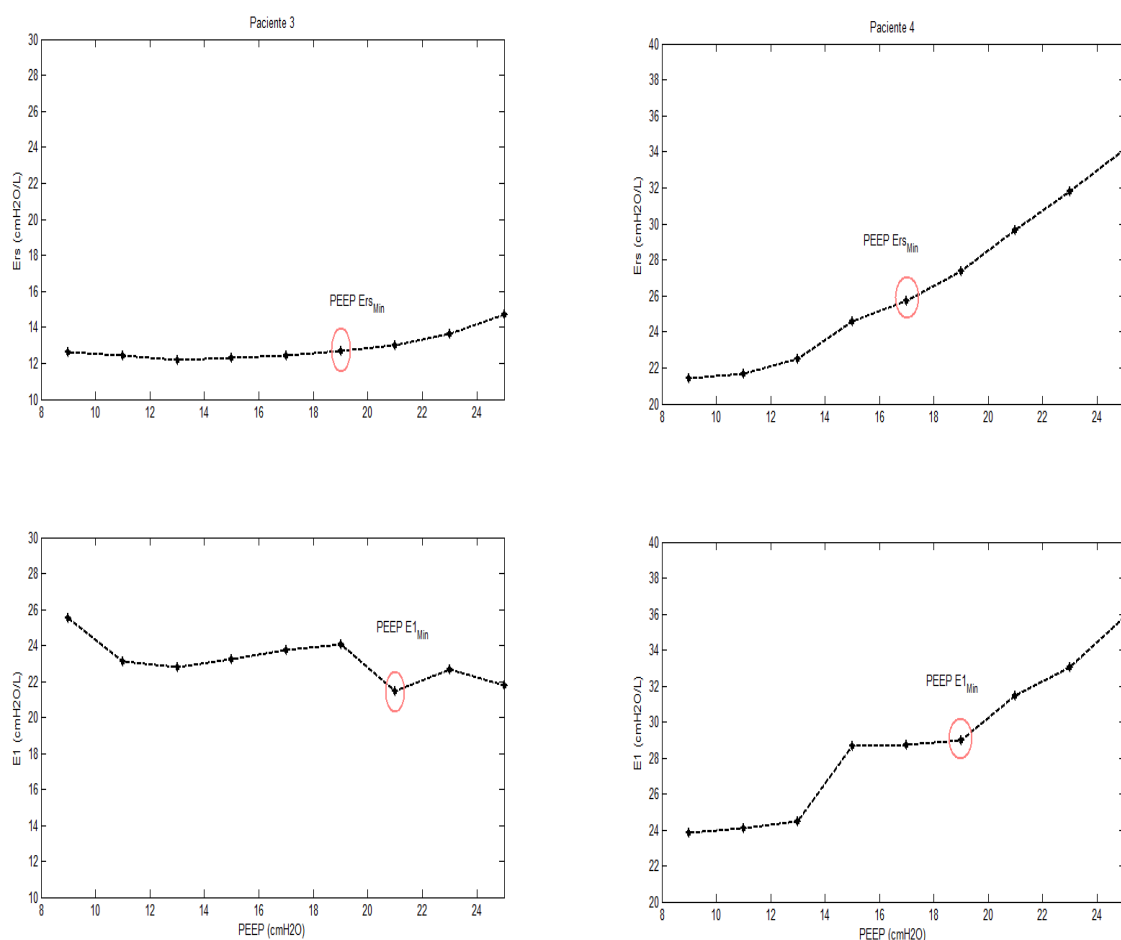 Paciente 3
30
28
26
24
22
20
18
16
14
12
10
Ers (cmH2O/L)
PEEP ErsMin
8 10 12 14 16 18 20 22 24
Paciente 4
40
38
36
34
32
30
28
26
24
22
20
Ers (cmH2O/L)
PEEP ErsMin
8 10 12 14 16 18 20 22 24
30
28
26
24
22
20
18
16
14
12
10
E1 (cmH2O/L)
PEEP E1Min
8 10 12 14 16 18 20 22 24
PEEP (cmH2O)
40
38
36
34
32
30
28
26
24
22
20
E1 (cmH2O/L)
PEEP E1Min
8 10 12 14 16 18 20 22 24
PEEP (cmH2O)